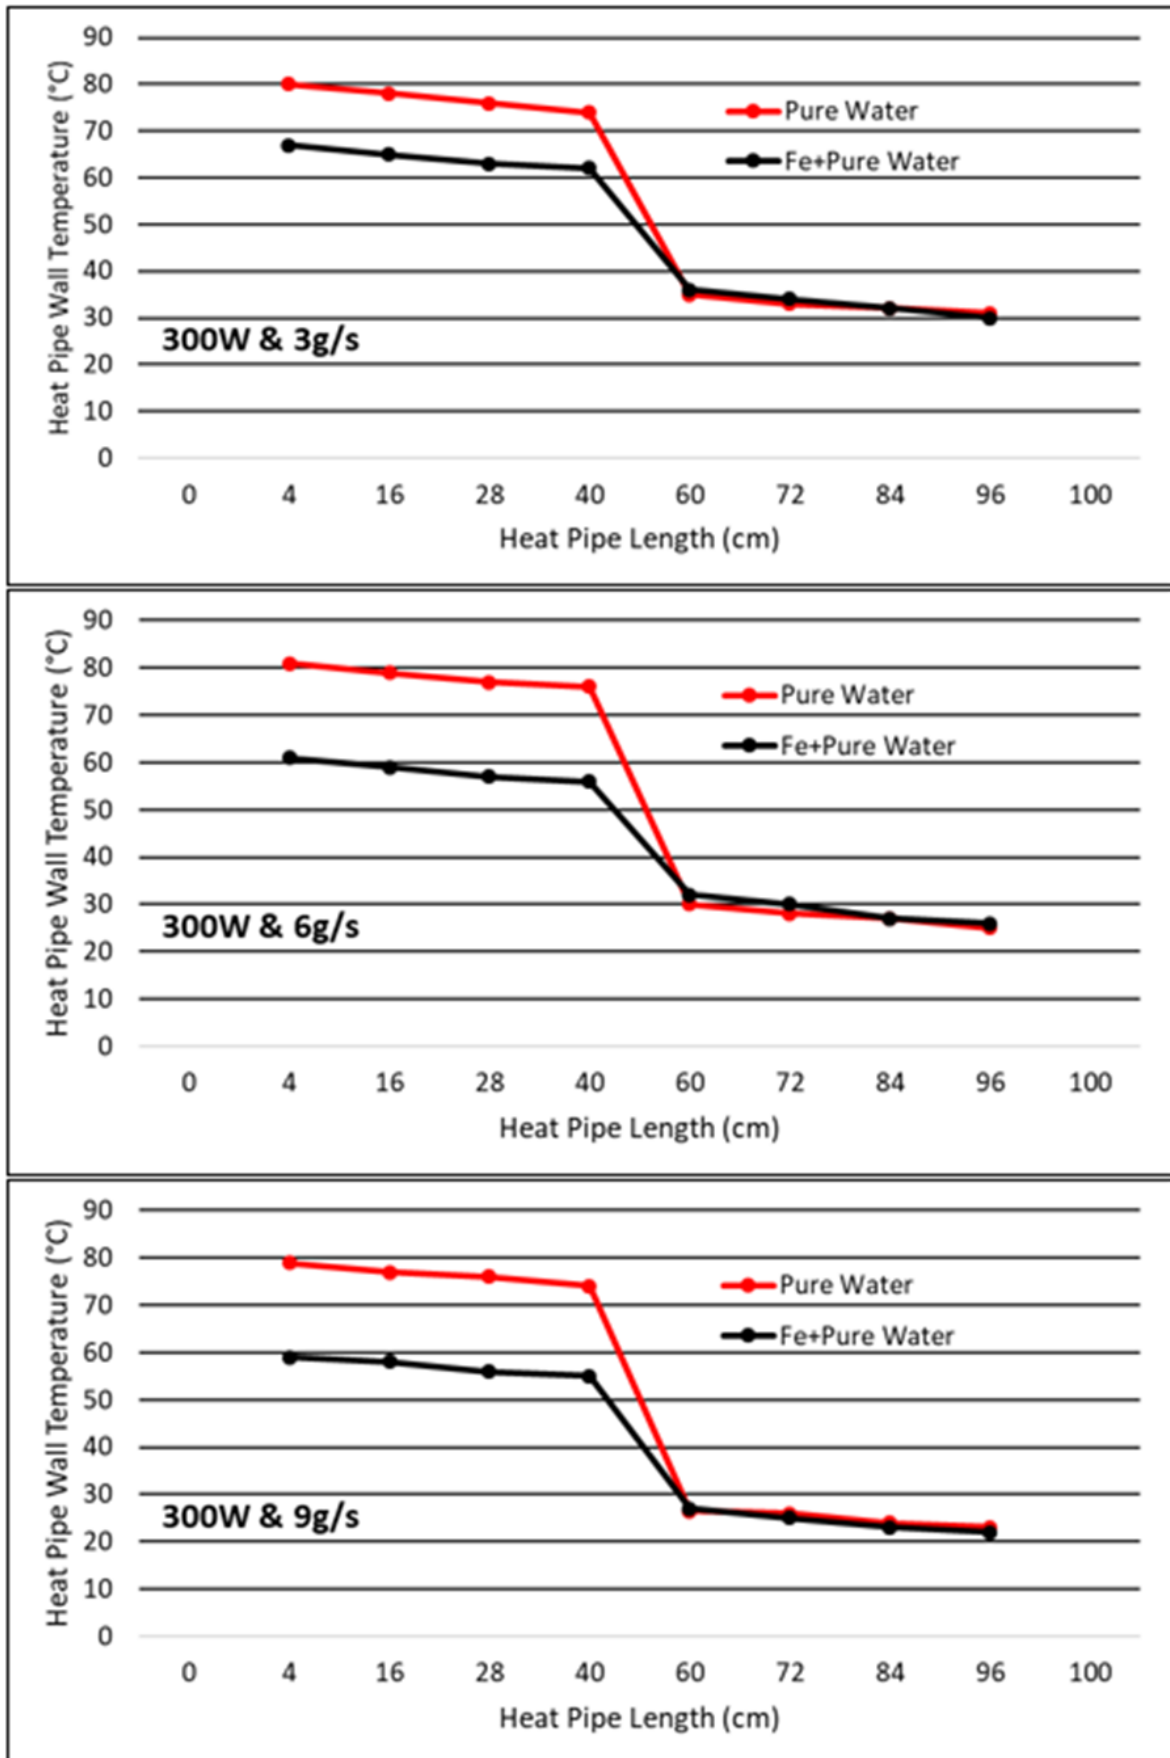 90
80
70
60
50
40
30
20
10
0
Heat Pipe Wall Temperature (°C)
Pure Water
Fe+Pure Water
300W & 3g/s
0 4 16 28 40 60 72 84 96 100
Heat Pipe Length (cm)
90
80
70
60
50
40
30
20
10
0
Heat Pipe Wall Temperature (°C)
Pure Water
Fe+Pure Water
300W & 6g/s
0 4 16 28 40 60 72 84 96 100
Heat Pipe Length (cm)
90
80
70
60
50
40
30
20
10
0
Heat Pipe Wall Temperature (°C)
Pure Water
Fe+Pure Water
300W & 9g/s
0 4 16 28 40 60 72 84 96 100
Heat Pipe Length (cm)